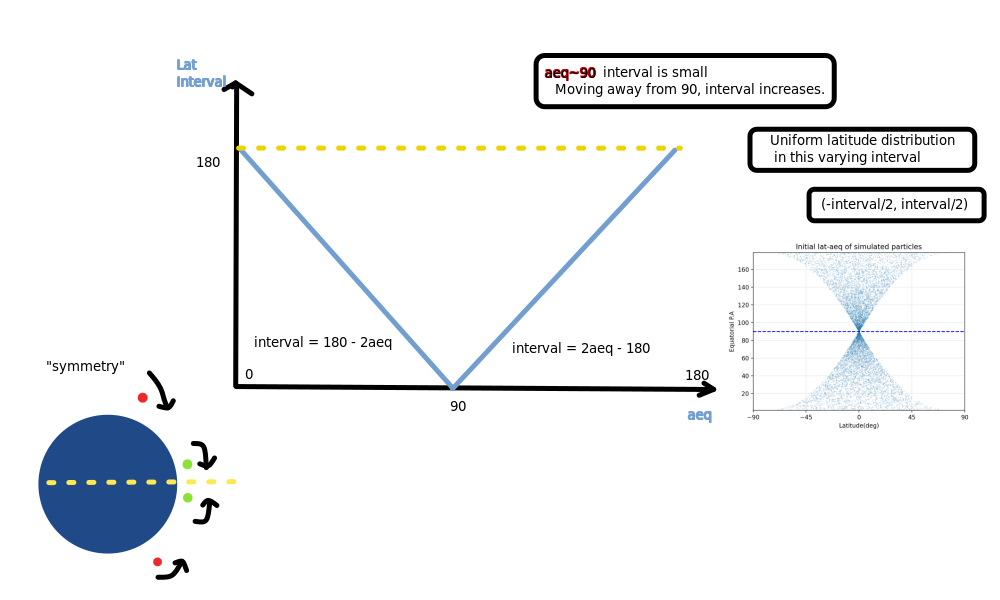 Lat
Interval
aeq~90 interval is small
Moving away from 90, interval increases.
Uniform latitude distribution
in this varying interval
180
(-interval/2, interval/2)
Initial lat-aeq of simulated particles
160
140
120
100
80
60
40
20
Equatorial P.A
−90
−45
0
45
90
Latitude(deg)
interval = 180 - 2aeq
interval = 2aeq - 180
"symmetry"
0
180
90
aeq